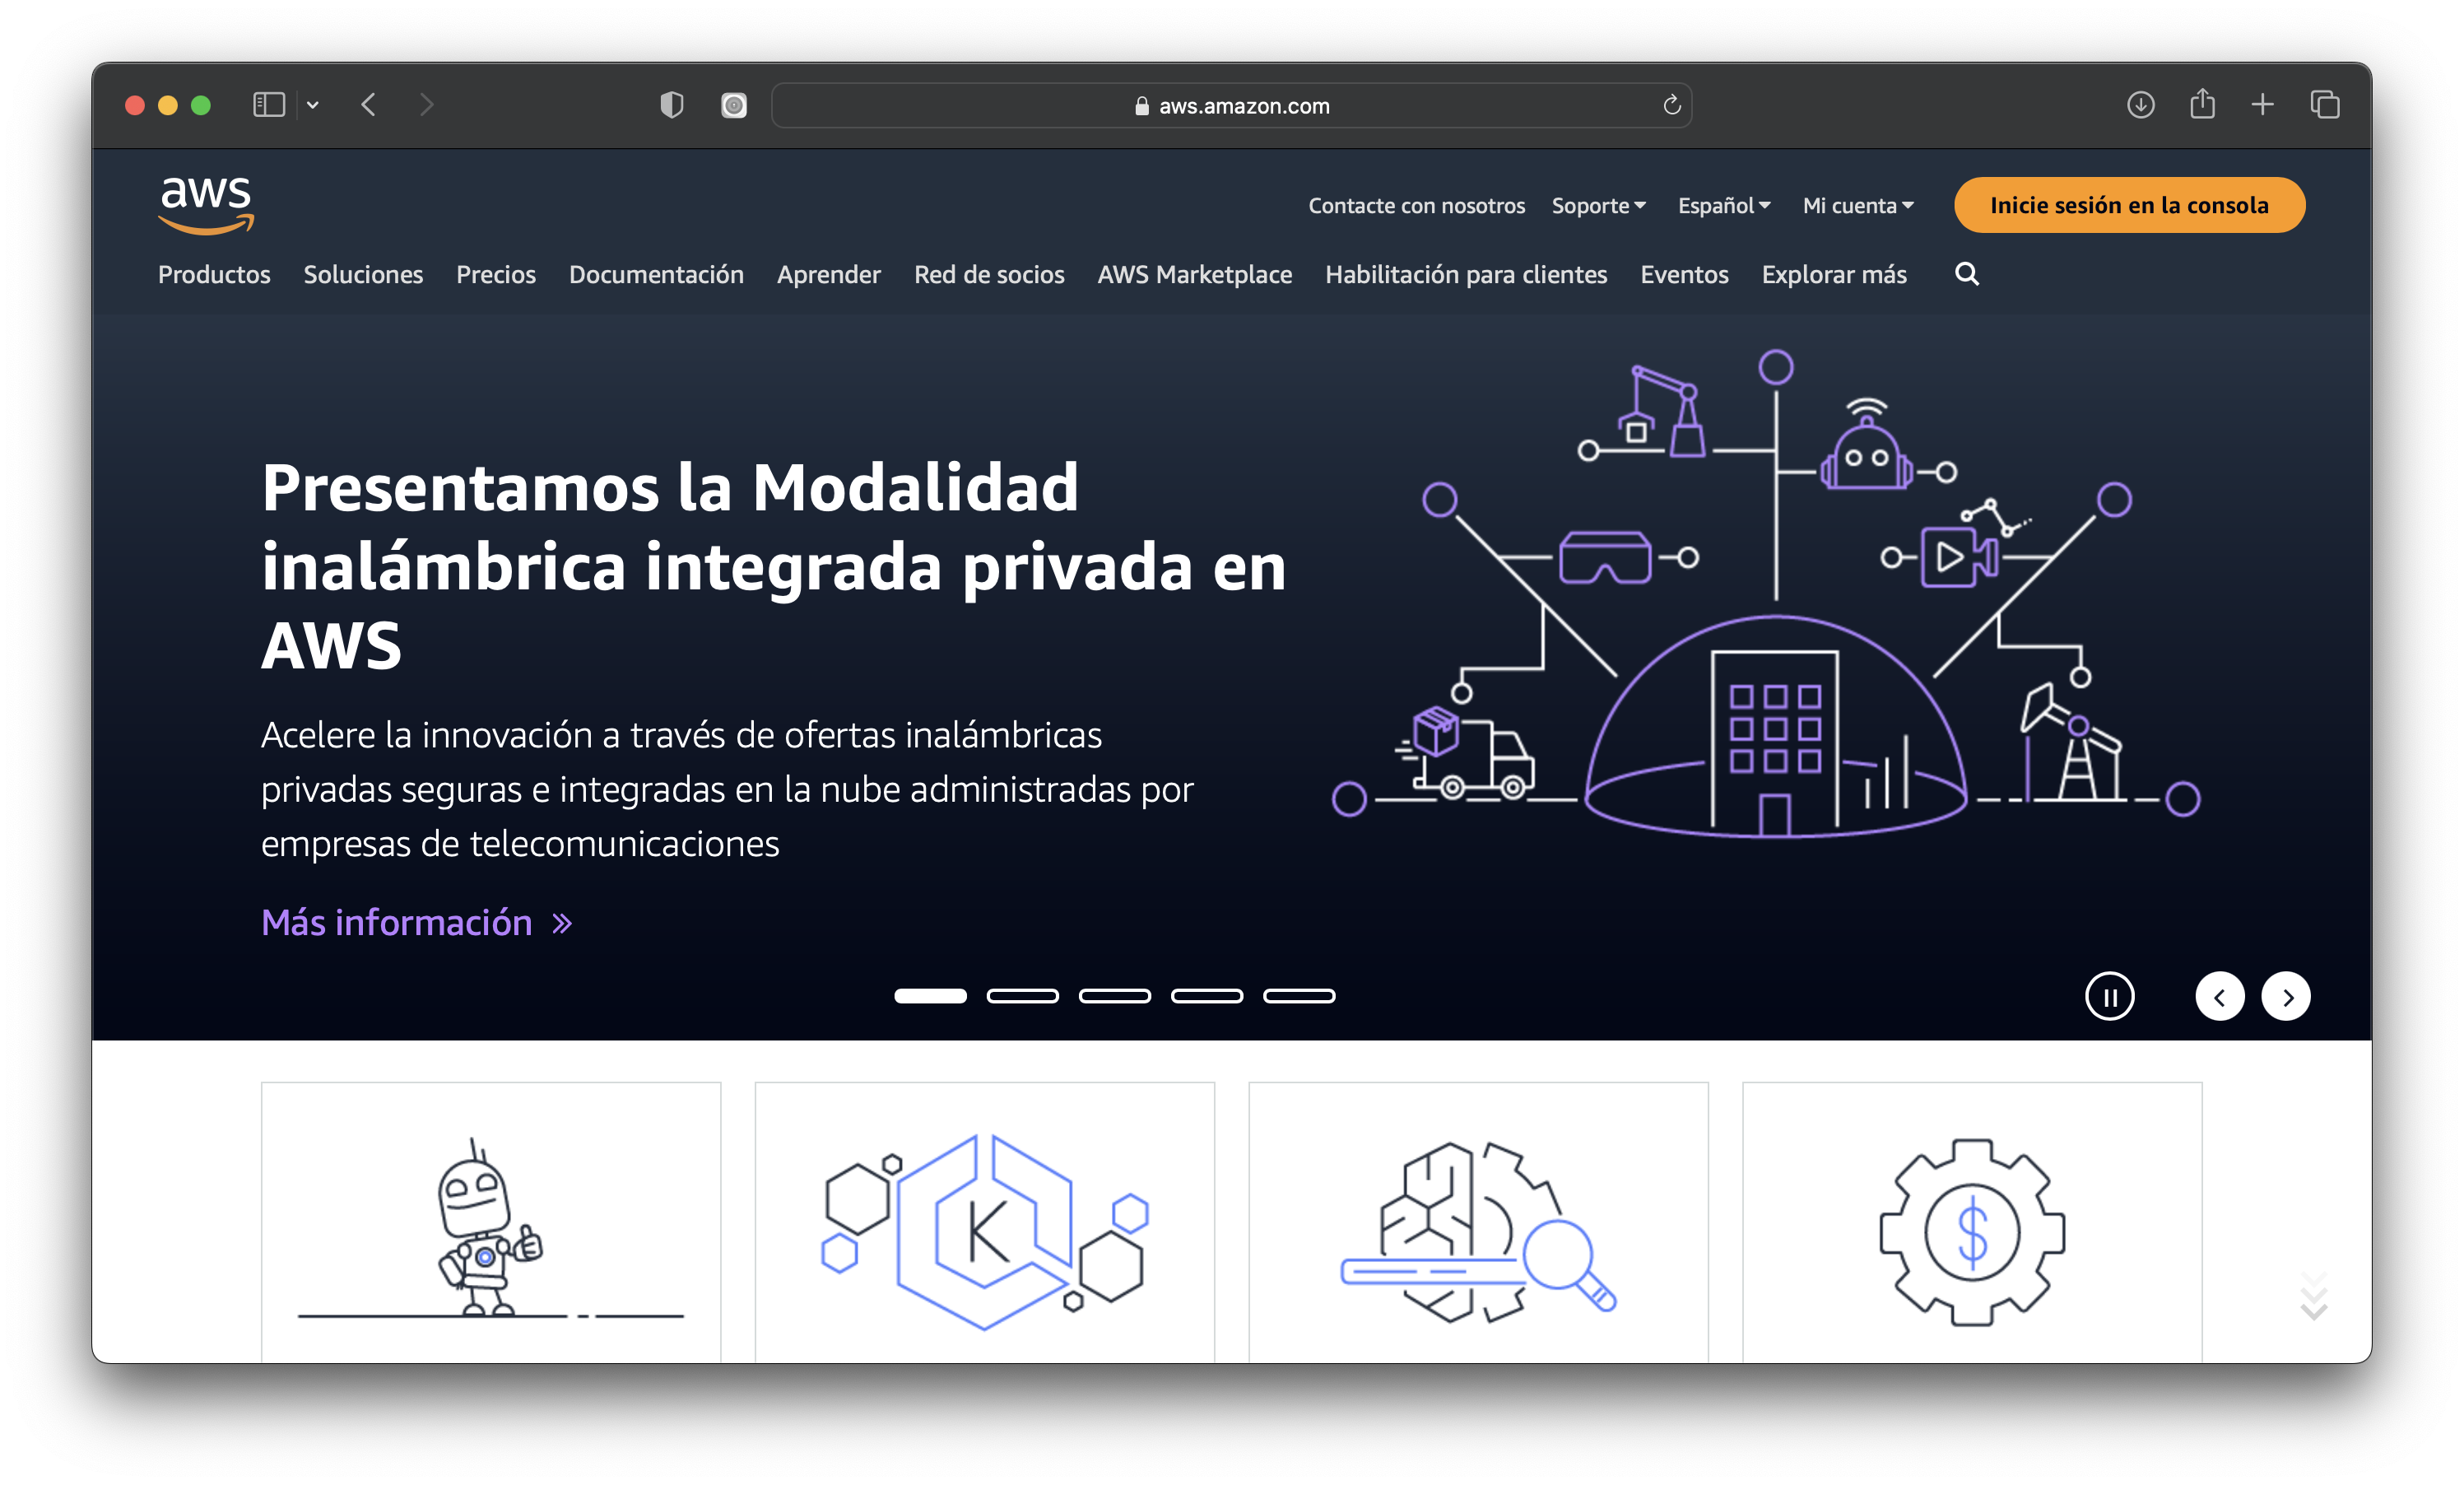 aws.amazon.com
aws
Contacte con nosotros Soporte Español Mi cuenta Inicie sesión en la consola
Productos Soluciones Precios Documentación Aprender Red de socios AWS Marketplace Habilitación para clientes Eventos Explorar más
Presentamos la Modalidad
inalámbrica integrada privada en
AWS
Acelere la innovación a través de ofertas inalámbricas
privadas seguras e integradas en la nube administradas por
empresas de telecomunicaciones
Más información »
K
$